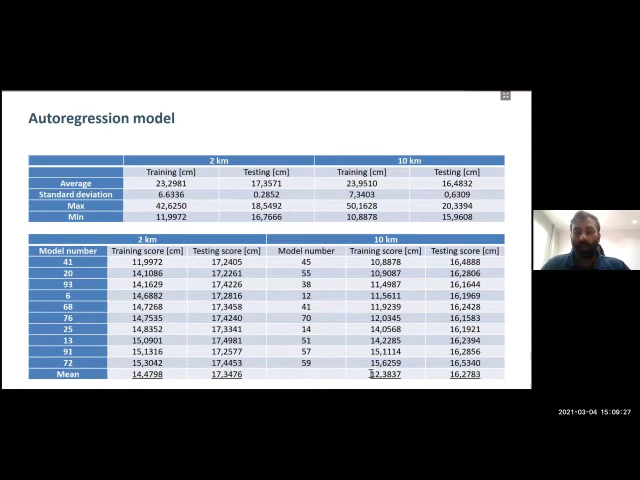 Autoregression model
2 km 10 km
Training [cm] Testing [cm] Training [cm] Testing [cm]
Average 23,2981 17,3571 23,9510 16,4832
Standard deviation 6.6336 0.2852 7,3403 0,6309
Max 42,6250 18,5492 50,1628 20,3394
Min 11,9972 16,7666 10,8878 15,9608
2 km 10 km
Model number Training score [cm] Testing score [cm] Model number Training score [cm] Testing score [cm]
41 11,9972 17,2405 45 10,8878 16,4888
20 14,1086 17,2261 55 10,9087 16,2806
93 14,1629 17,4226 38 11,4987 16,1644
6 14,6882 17,2816 12 11,5611 16,1969
68 14,7268 17,3458 41 11,9239 16,2428
76 14,7535 17,4240 70 12,0345 16,1583
25 14,8352 17,3341 14 14,0568 16,1921
13 15,0901 17,4981 51 14,2285 16,2394
91 15,1316 17,2577 57 15,1114 16,2856
72 15,3042 17,4453 59 15,6259 16,5340
Mean 14,4798 17,3476 12,3837 16,2783
2021-03-04 15:09:27